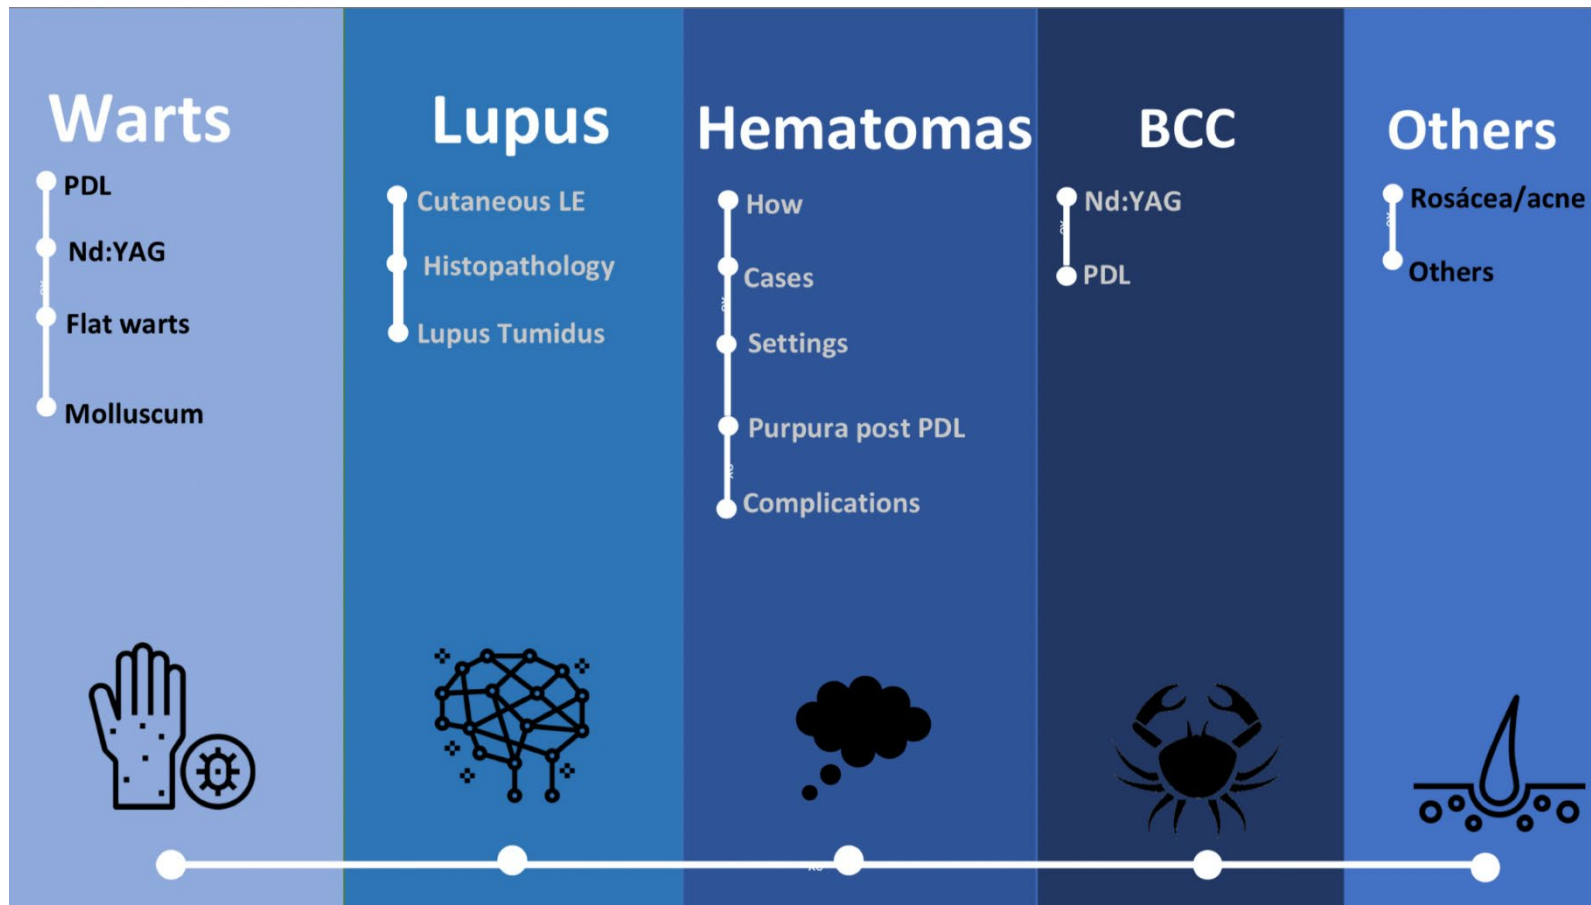 Warts
PDL
Nd:YAG
Flat warts
Molluscum
Lupus
Cutaneous LE
Histopathology
Lupus Tumidus
Hematomas
How
Cases
Settings
Purpura post PDL
Complications
BCC
Nd:YAG
PDL
Others
Rosácea/acne
Others